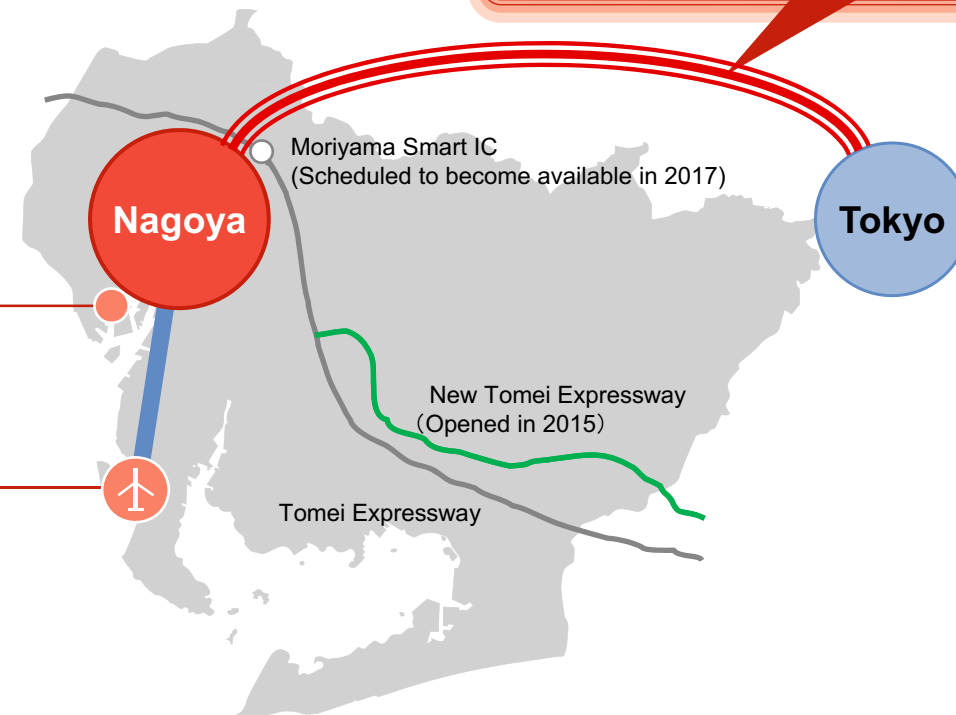 Moriyama Smart IC
(Scheduled to become available in 2017)
Nagoya
Tokyo
New Tomei Expressway
（Opened in 2015）
Tomei Expressway